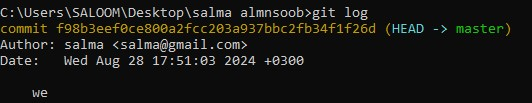 C:\Users\SALOOM\Desktop\salma almnsoob>git log
commit f98b3eef0ce800a2fcc203a937bbc2fb34f1f26d (HEAD -> master)
Author: salma <salma@gmail.com>
Date:   Wed Aug 28 17:51:03 2024 +0300
we